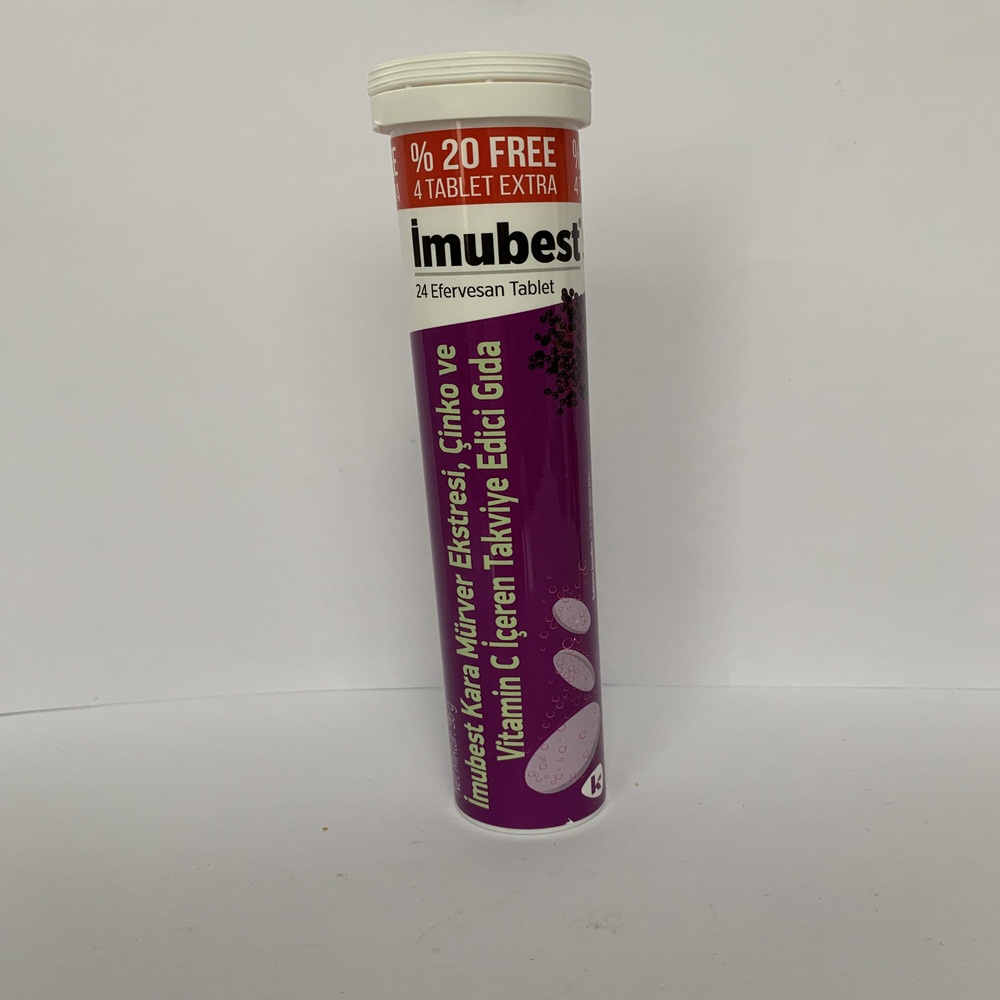 % 20 FREE
4 TABLET EXTRA
İmubest
24 Efervesan Tablet
İmubest Kara Mürver Ekstresi, Çinko ve
Vitamin C İçeren Takviye Edici Gıda
k